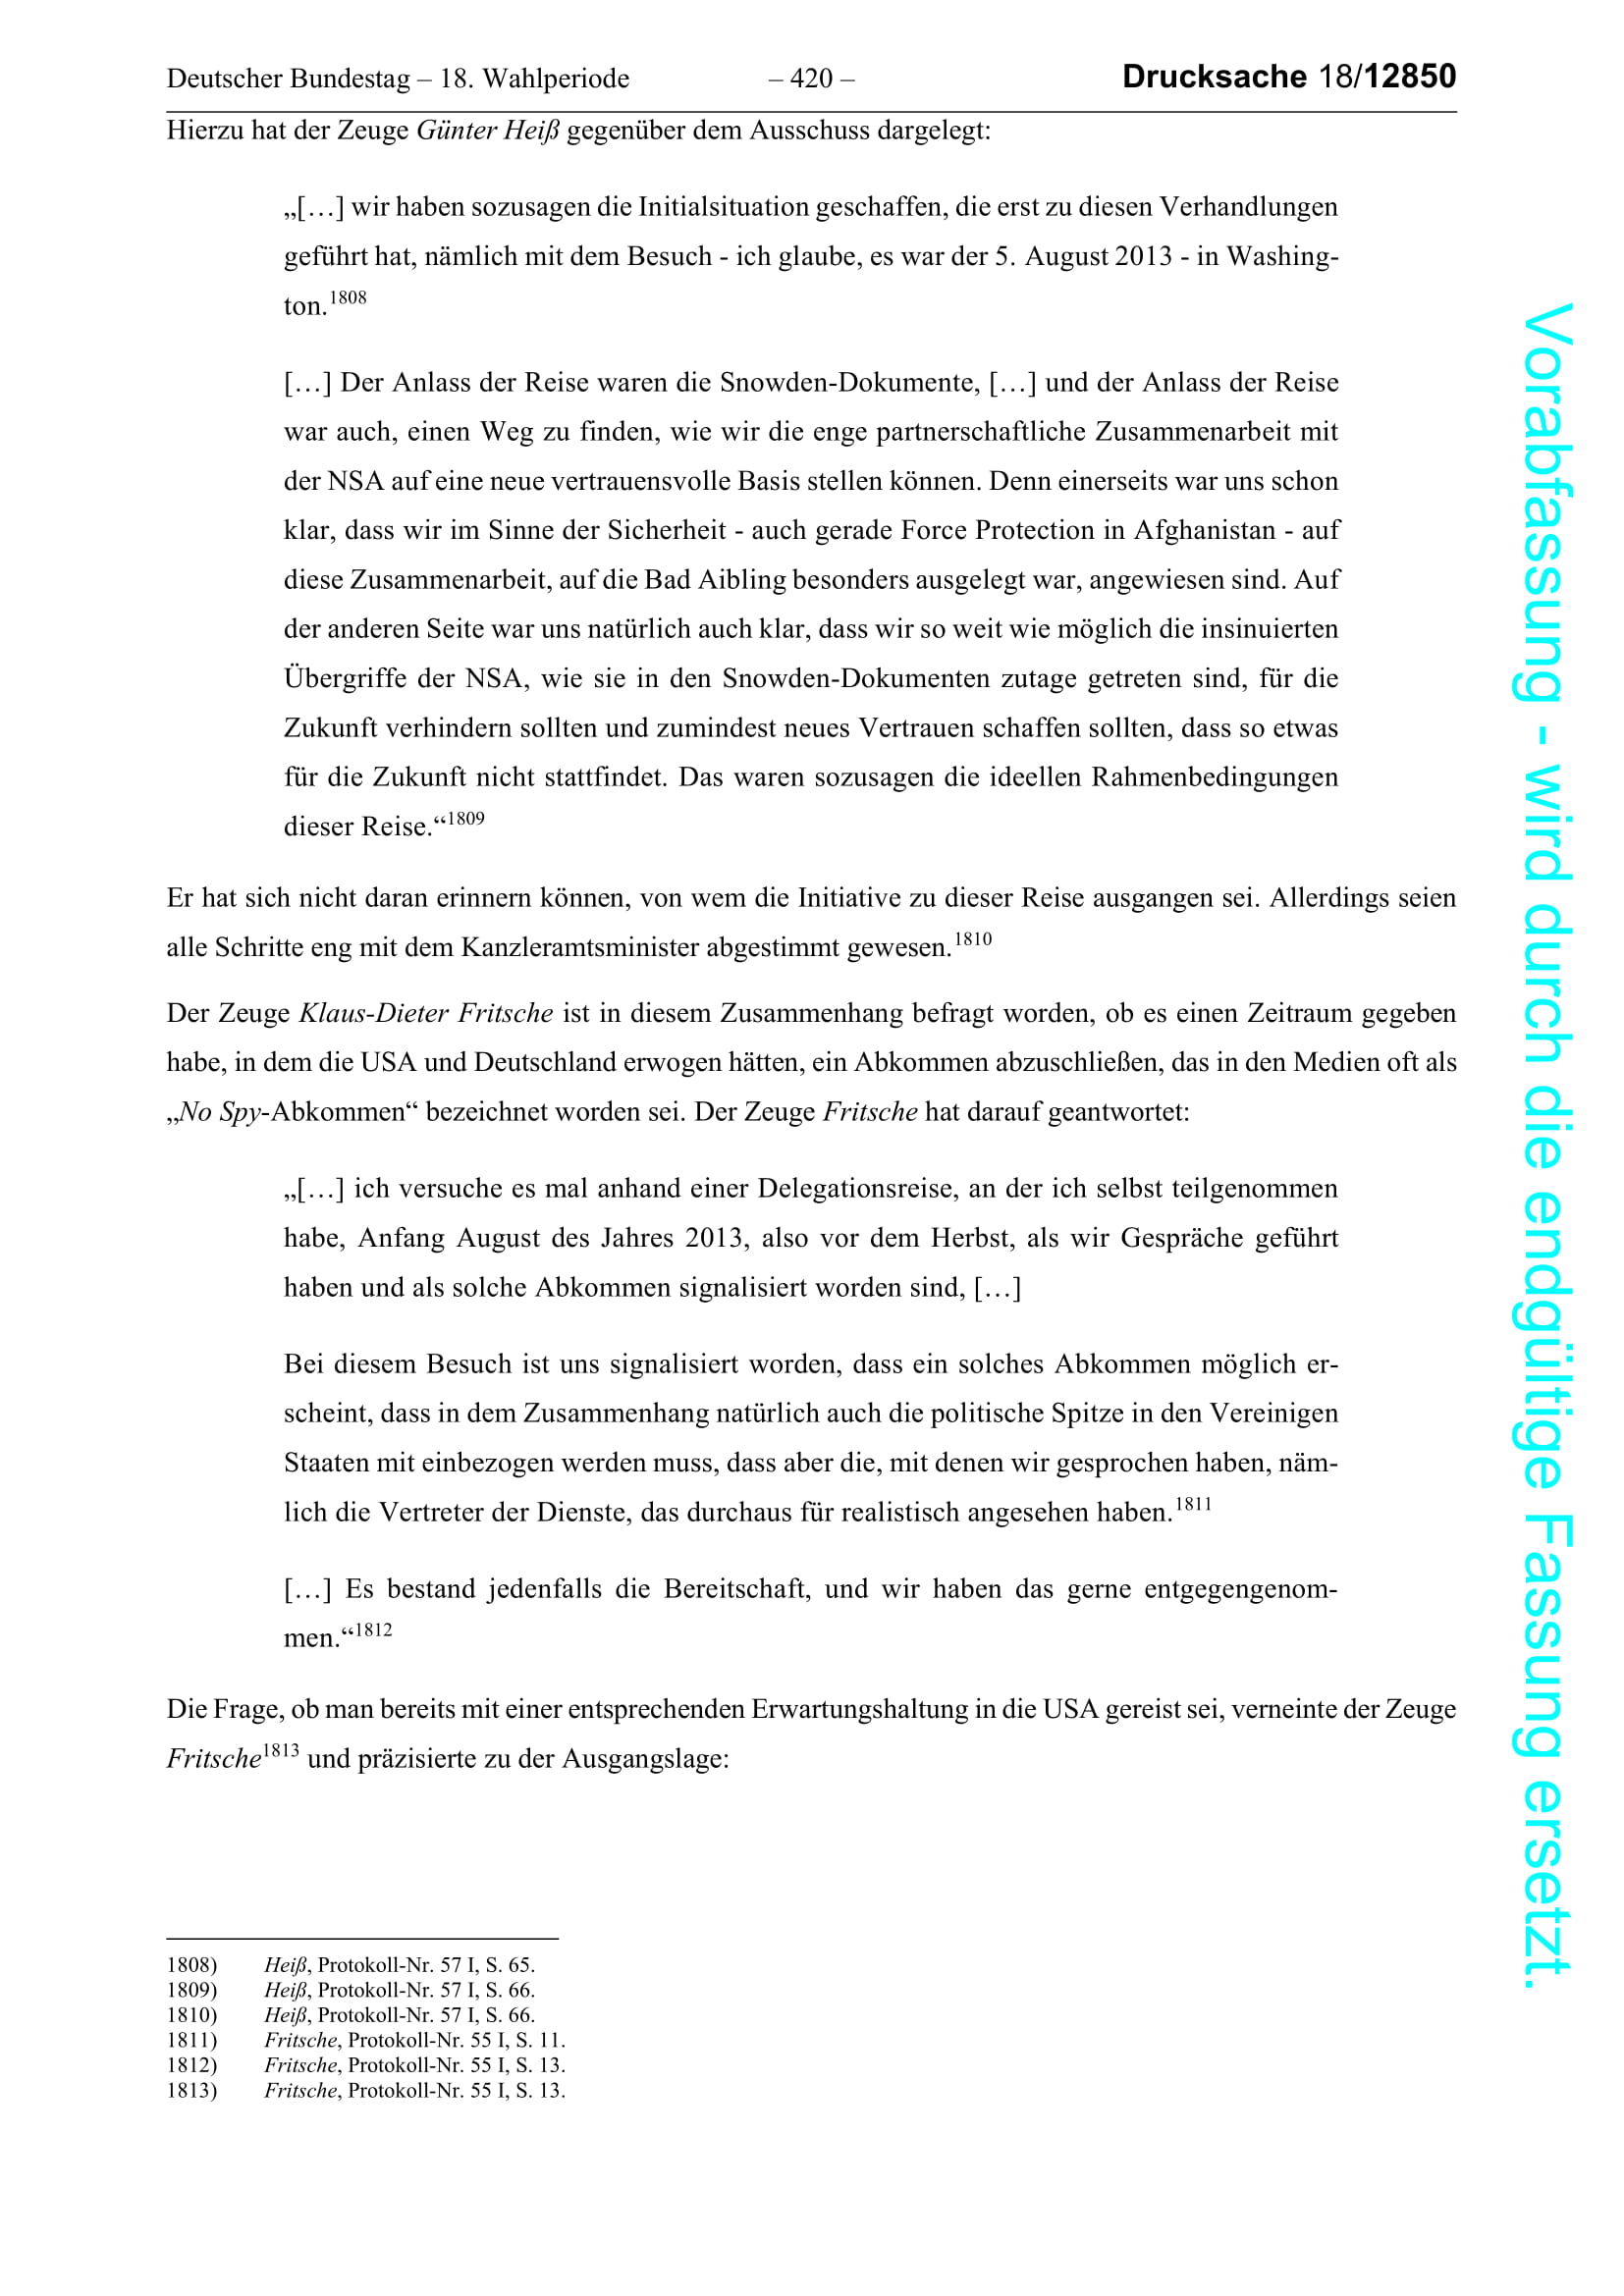 Deutscher Bundestag – 18. Wahlperiode – 420 – Drucksache 18/12850
Hierzu hat der Zeuge Günter Heiß gegenüber dem Ausschuss dargelegt:
„[…] wir haben sozusagen die Initialsituation geschaffen, die erst zu diesen Verhandlungen
geführt hat, nämlich mit dem Besuch - ich glaube, es war der 5. August 2013 - in Washing-
ton.1808
[…] Der Anlass der Reise waren die Snowden-Dokumente, […] und der Anlass der Reise
war auch, einen Weg zu finden, wie wir die enge partnerschaftliche Zusammenarbeit mit
der NSA auf eine neue vertrauensvolle Basis stellen können. Denn einerseits war uns schon
klar, dass wir im Sinne der Sicherheit - auch gerade Force Protection in Afghanistan - auf
diese Zusammenarbeit, auf die Bad Aibling besonders ausgelegt war, angewiesen sind. Auf
der anderen Seite war uns natürlich auch klar, dass wir so weit wie möglich die insinuierten
Übergriffe der NSA, wie sie in den Snowden-Dokumenten zutage getreten sind, für die
Zukunft verhindern sollten und zumindest neues Vertrauen schaffen sollten, dass so etwas
für die Zukunft nicht stattfindet. Das waren sozusagen die ideellen Rahmenbedingungen
dieser Reise.“1809
Er hat sich nicht daran erinnern können, von wem die Initiative zu dieser Reise ausgangen sei. Allerdings seien
alle Schritte eng mit dem Kanzleramtsminister abgestimmt gewesen.1810
Der Zeuge Klaus-Dieter Fritsche ist in diesem Zusammenhang befragt worden, ob es einen Zeitraum gegeben
habe, in dem die USA und Deutschland erwogen hätten, ein Abkommen abzuschließen, das in den Medien oft als
„No Spy-Abkommen“ bezeichnet worden sei. Der Zeuge Fritsche hat darauf geantwortet:
„[…] ich versuche es mal anhand einer Delegationsreise, an der ich selbst teilgenommen
habe, Anfang August des Jahres 2013, also vor dem Herbst, als wir Gespräche geführt
haben und als solche Abkommen signalisiert worden sind, […]
Bei diesem Besuch ist uns signalisiert worden, dass ein solches Abkommen möglich er-
scheint, dass in dem Zusammenhang natürlich auch die politische Spitze in den Vereinigen
Staaten mit einbezogen werden muss, dass aber die, mit denen wir gesprochen haben, näm-
lich die Vertreter der Dienste, das durchaus für realistisch angesehen haben.1811
[…] Es bestand jedenfalls die Bereitschaft, und wir haben das gerne entgegengenom-
men.“1812
Die Frage, ob man bereits mit einer entsprechenden Erwartungshaltung in die USA gereist sei, verneinte der Zeuge
Fritsche1813 und präzisierte zu der Ausgangslage:
1808) Heiß, Protokoll-Nr. 57 I, S. 65.
1809) Heiß, Protokoll-Nr. 57 I, S. 66.
1810) Heiß, Protokoll-Nr. 57 I, S. 66.
1811) Fritsche, Protokoll-Nr. 55 I, S. 11.
1812) Fritsche, Protokoll-Nr. 55 I, S. 13.
1813) Fritsche, Protokoll-Nr. 55 I, S. 13.
Vorabfassung - wird durch die endgültige Fassung ersetzt.